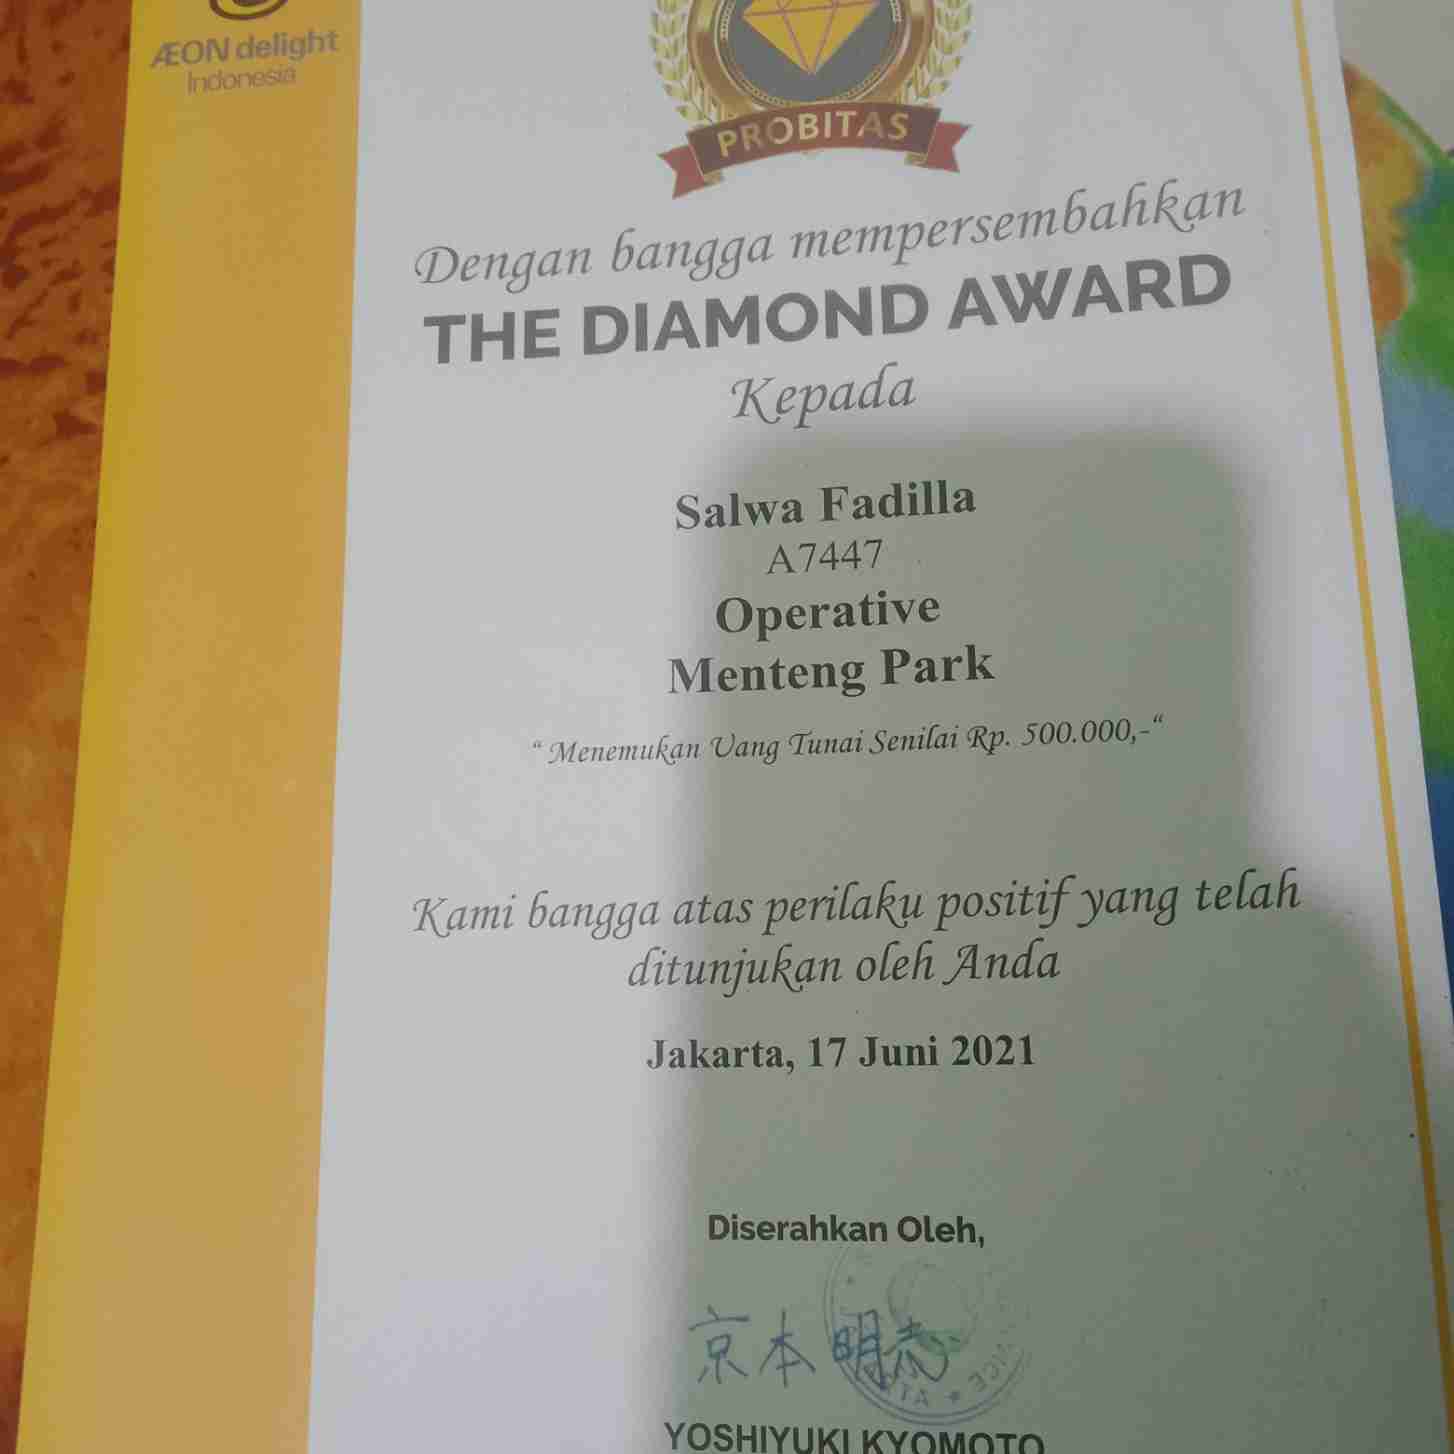 ÆON delight
Indonesia
PROBITAS
Dengan bangga mempersembahkan
THE DIAMOND AWARD
Kepada
Salwa Fadilla
A7447
Operative
Menteng Park
“ Menemukan Uang Tunai Senilai Rp. 500.000,-“
Kami bangga atas perilaku positif yang telah
ditunjukan oleh Anda
Jakarta, 17 Juni 2021
Diserahkan Oleh,
京本
YOSHIYUKI KYOMOTO